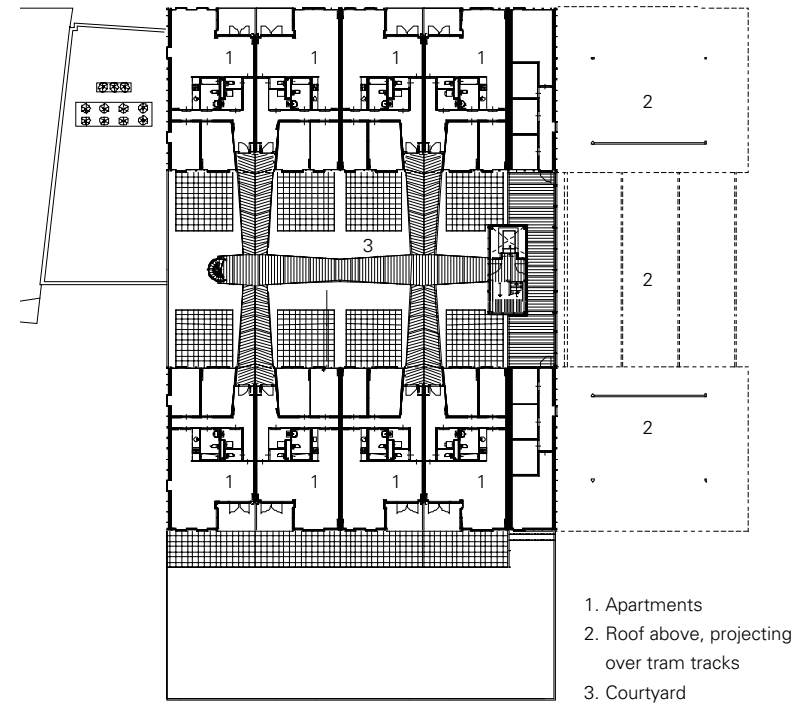 1 1 1 1
2
3
2
2
1 1 1 1
1. Apartments
2. Roof above, projecting
over tram tracks
3. Courtyard